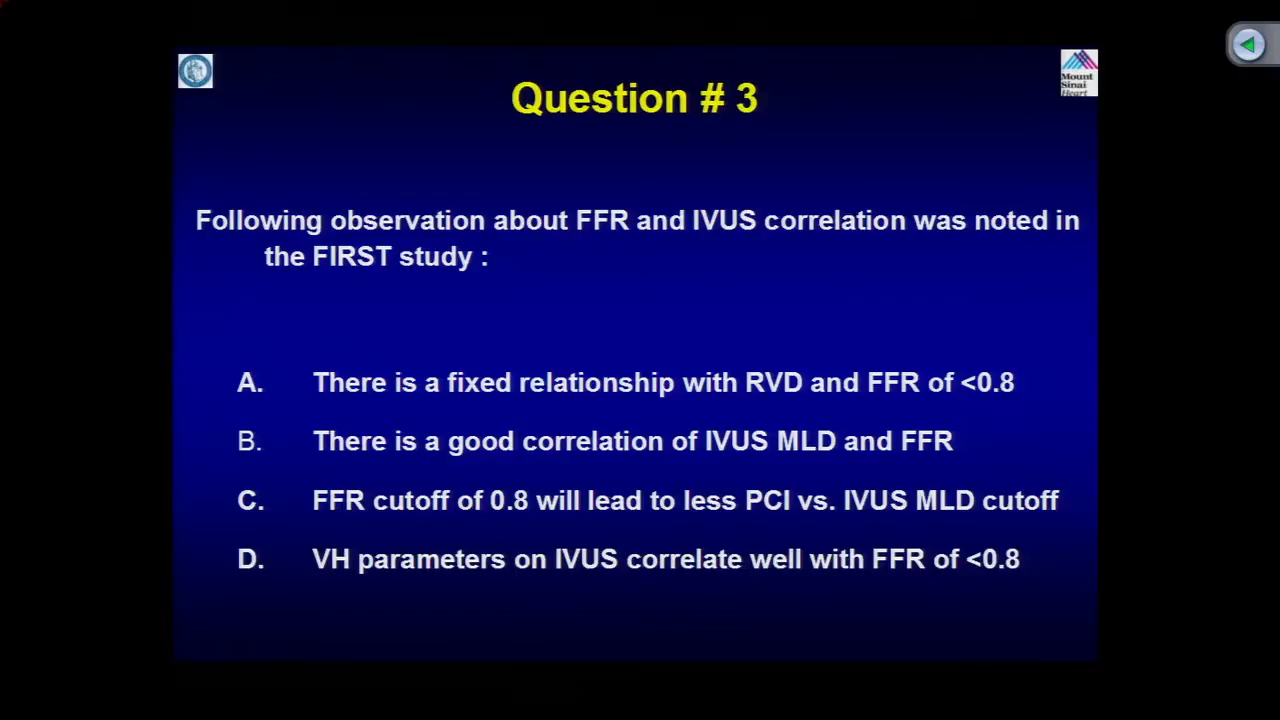 Mount
Sinai
Heart
Question # 3
Following observation about FFR and IVUS correlation was noted in
the FIRST study :
A. There is a fixed relationship with RVD and FFR of <0.8
B. There is a good correlation of IVUS MLD and FFR
C. FFR cutoff of 0.8 will lead to less PCI vs. IVUS MLD cutoff
D. VH parameters on IVUS correlate well with FFR of <0.8